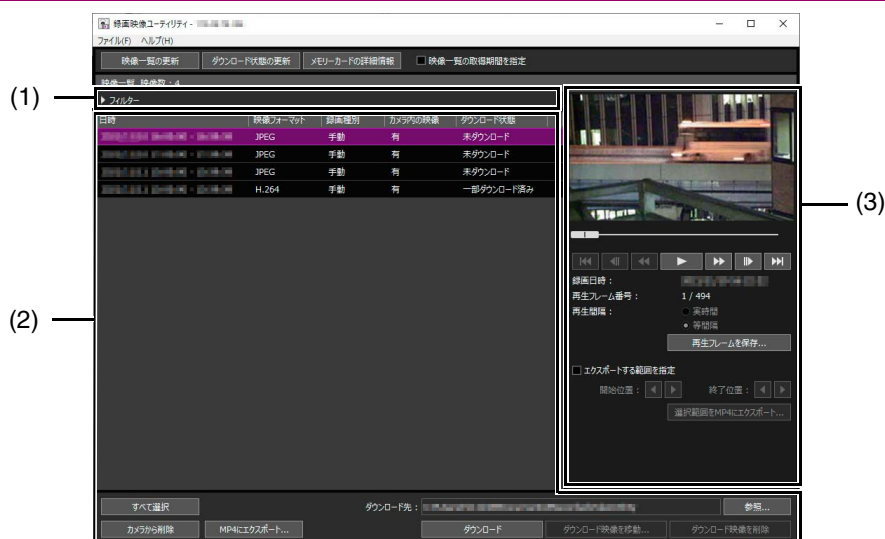 録画映像ユーティリティ -
ファイル(F) ヘルプ(H)
映像一覧の更新 ダウンロード状態の更新 メモリーカードの詳細情報 映像一覧の取得期間を指定
映像一覧 映像数 : 4
(1)
フィルター
日時 映像フォーマット 録画種別 カメラ内の映像 ダウンロード状態
JPEG 手動 有 未ダウンロード
JPEG 手動 有 未ダウンロード
JPEG 手動 有 未ダウンロード
H.264 手動 有 一部ダウンロード済み
(2)
(3)
録画日時 :
再生フレーム番号 : 1 / 494
再生間隔 : 実時間
等間隔
再生フレームを保存...
エクスポートする範囲を指定
開始位置 : 終了位置 :
選択範囲をMP4にエクスポート...
すべて選択 ダウンロード先 : 参照...
カメラから削除 MP4にエクスポート... ダウンロード ダウンロード映像を移動... ダウンロード映像を削除